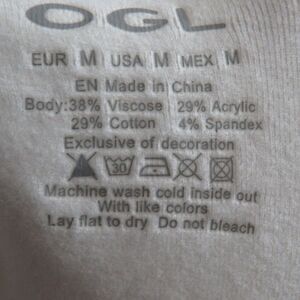 OGL
EUR M USA M MEX M
EN Made in China
Body:38% Viscose 29% Acrylic
29% Cotton 4% Spandex
Exclusive of decoration
30
Machine wash cold inside out
With like colors
Lay flat to dry Do not bleach